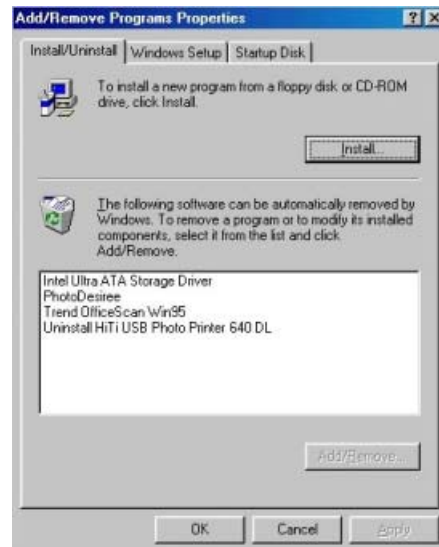 Add/Remove Programs Properties
Install/Uninstall
Windows Setup
Startup Disk
To install a new program from a floppy disk or CD-ROM
drive, click Install.
Install...
The following software can be automatically removed by
Windows. To remove a program or to modify its installed
components, select it from the list and click
Add/Remove.
Intel Ultra ATA Storage Driver
PhotoDesiree
Trend OfficeScan Win95
Uninstall HiTi USB Photo Printer 640 DL
Add/Remove...
OK
Cancel
Apply